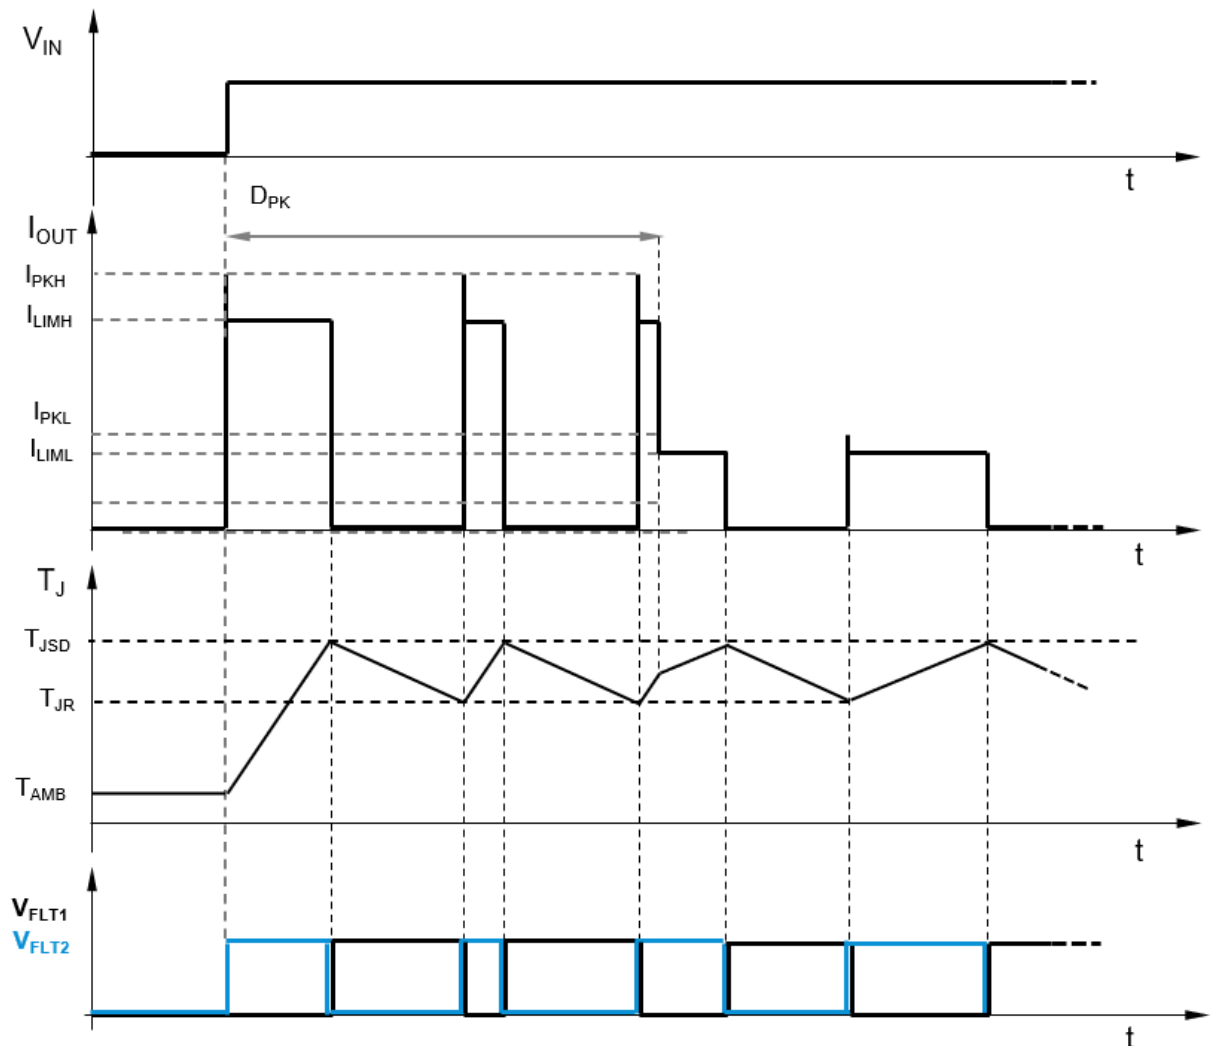 VIN
t
DPK
IOUT
IPKH
ILIMH
IPKL
ILIML
t
TJ
TJSD
TJR
TAMB
t
VFLT1
VFLT2
t